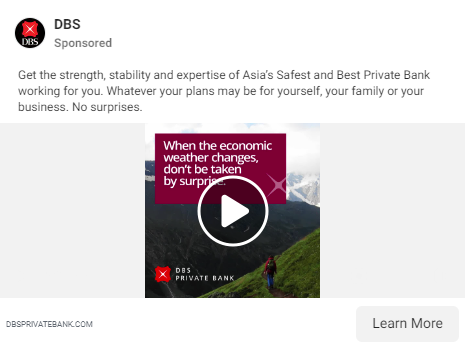 DBS
Sponsored
DBS
Get the strength, stability and expertise of Asia's Safest and Best Private Bank
working for you. Whatever your plans may be for yourself, your family or your
business. No surprises.
When the economic
weather changes,
don't be taken
by surprise.
DBS
PRIVATE BANK
DBSPRIVATEBANK.COM
Learn More